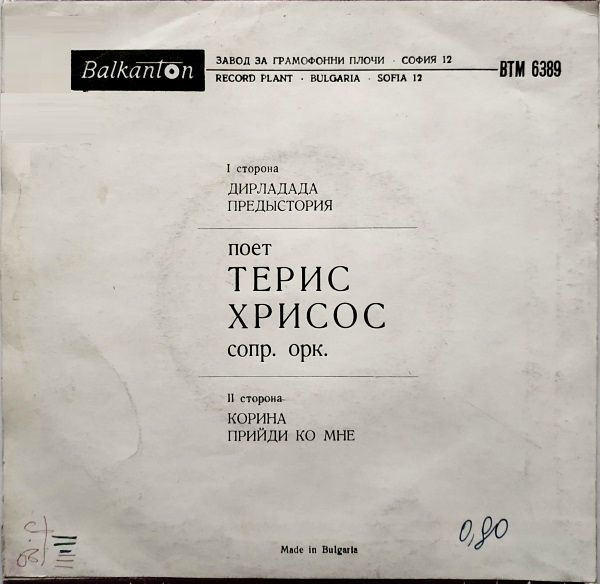 Balkanton
ЗАВОД ЗА ГРАМОФОННИ ПЛОЧИ · СОФИЯ 12
RECORD PLANT · BULGARIA · SOFIA 12
ВТМ 6389
I сторона
ДИРЛАДАДА
ПРЕДЫСТОРИЯ
поет
ТЕРИС
ХРИСОС
сопр. орк.
II сторона
КОРИНА
ПРИЙДИ КО МНЕ
0,80
Made in Bulgaria